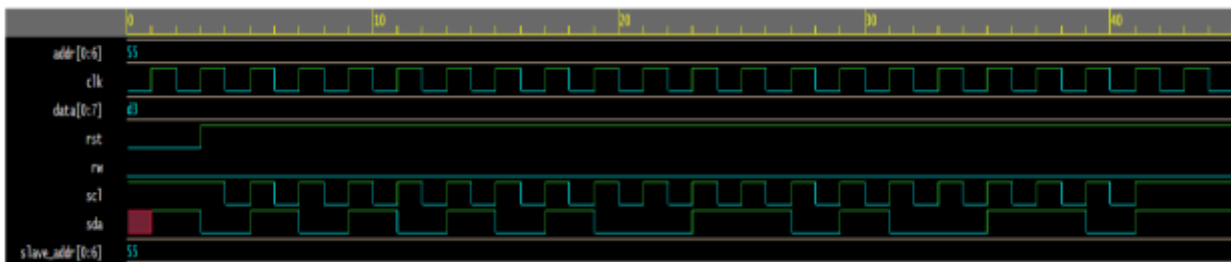 0 10 20 30 40
addr[0:6] 55
clk
data[0:7] d3
rst
rw
scl
sda
slave_addr[0:6] 55